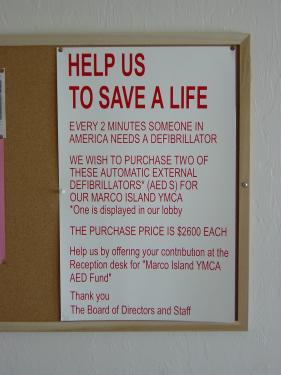 HELP US
TO SAVE A LIFE
EVERY 2 MINUTES SOMEONE IN
AMERICA NEEDS A DEFIBRILLATOR
WE WISH TO PURCHASE TWO OF
THESE AUTOMATIC EXTERNAL
DEFIBRILLATORS* (AED S) FOR
OUR MARCO ISLAND YMCA
*One is displayed in our lobby
THE PURCHASE PRICE IS $2600 EACH
Help us by offering your contribution at the
Reception desk for "Marco Island YMCA
AED Fund"
Thank you
The Board of Directors and Staff